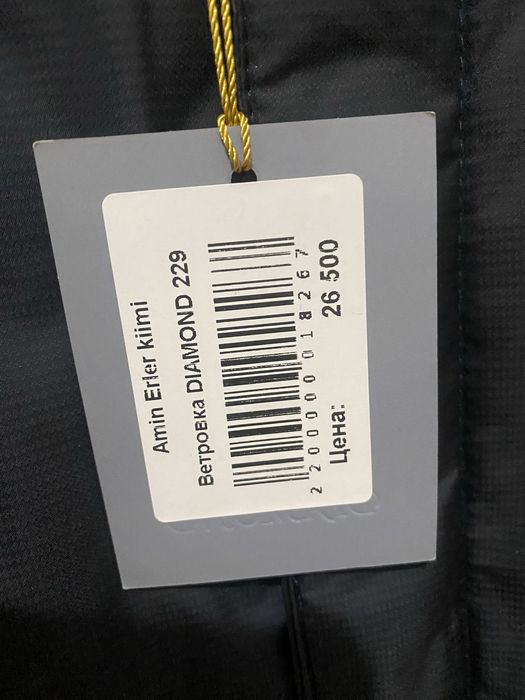 Amin Erler kiimi
Ветровка DIAMOND 229
2200000018267
Цена: 26 500